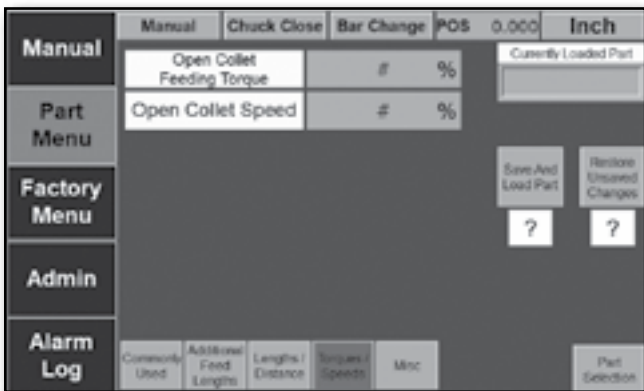 Manual
Chuck Close
Bar Change
POS
0.000
Inch
Manual
Part
Menu
Factory
Menu
Admin
Alarm
Log
Open Collet
Feeding Torque
#
%
Open Collet Speed
#
%
Currently Loaded Part
Save And
Load Part
Restore
Unsaved
Changes
?
?
Commonly
Used
Additional
Feed
Lengths
Lengths /
Distance
Torques /
Speeds
Misc
Part
Selection